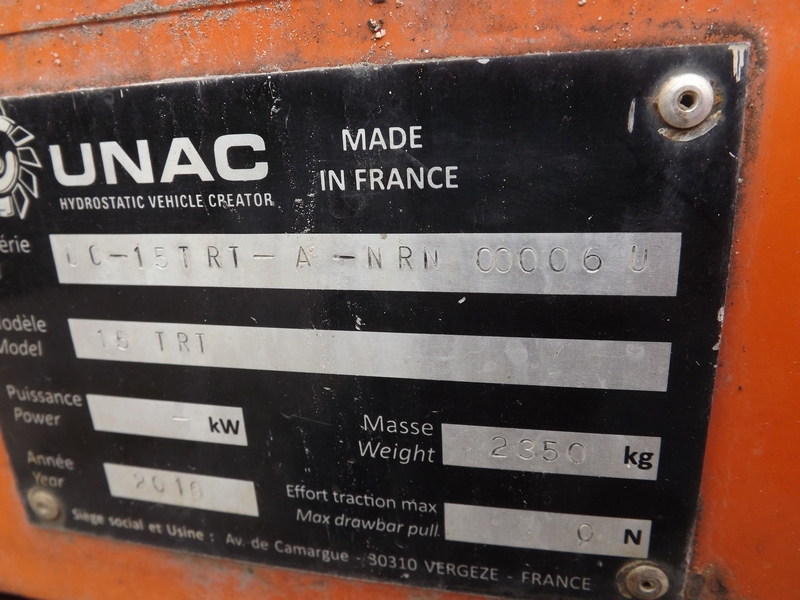 UNAC
HYDROSTATIC VEHICLE CREATOR
MADE
IN FRANCE
UC-15TRT-A-NRN 00006 U
Modèle
Model
15 TRT
Puissance
Power
- kW
Masse
Weight
2350 kg
Année
Year
2016
Effort traction max
Max drawbar pull
0 N
Siège social et Usine : Av. de Camargue - 30310 VERGEZE - FRANCE